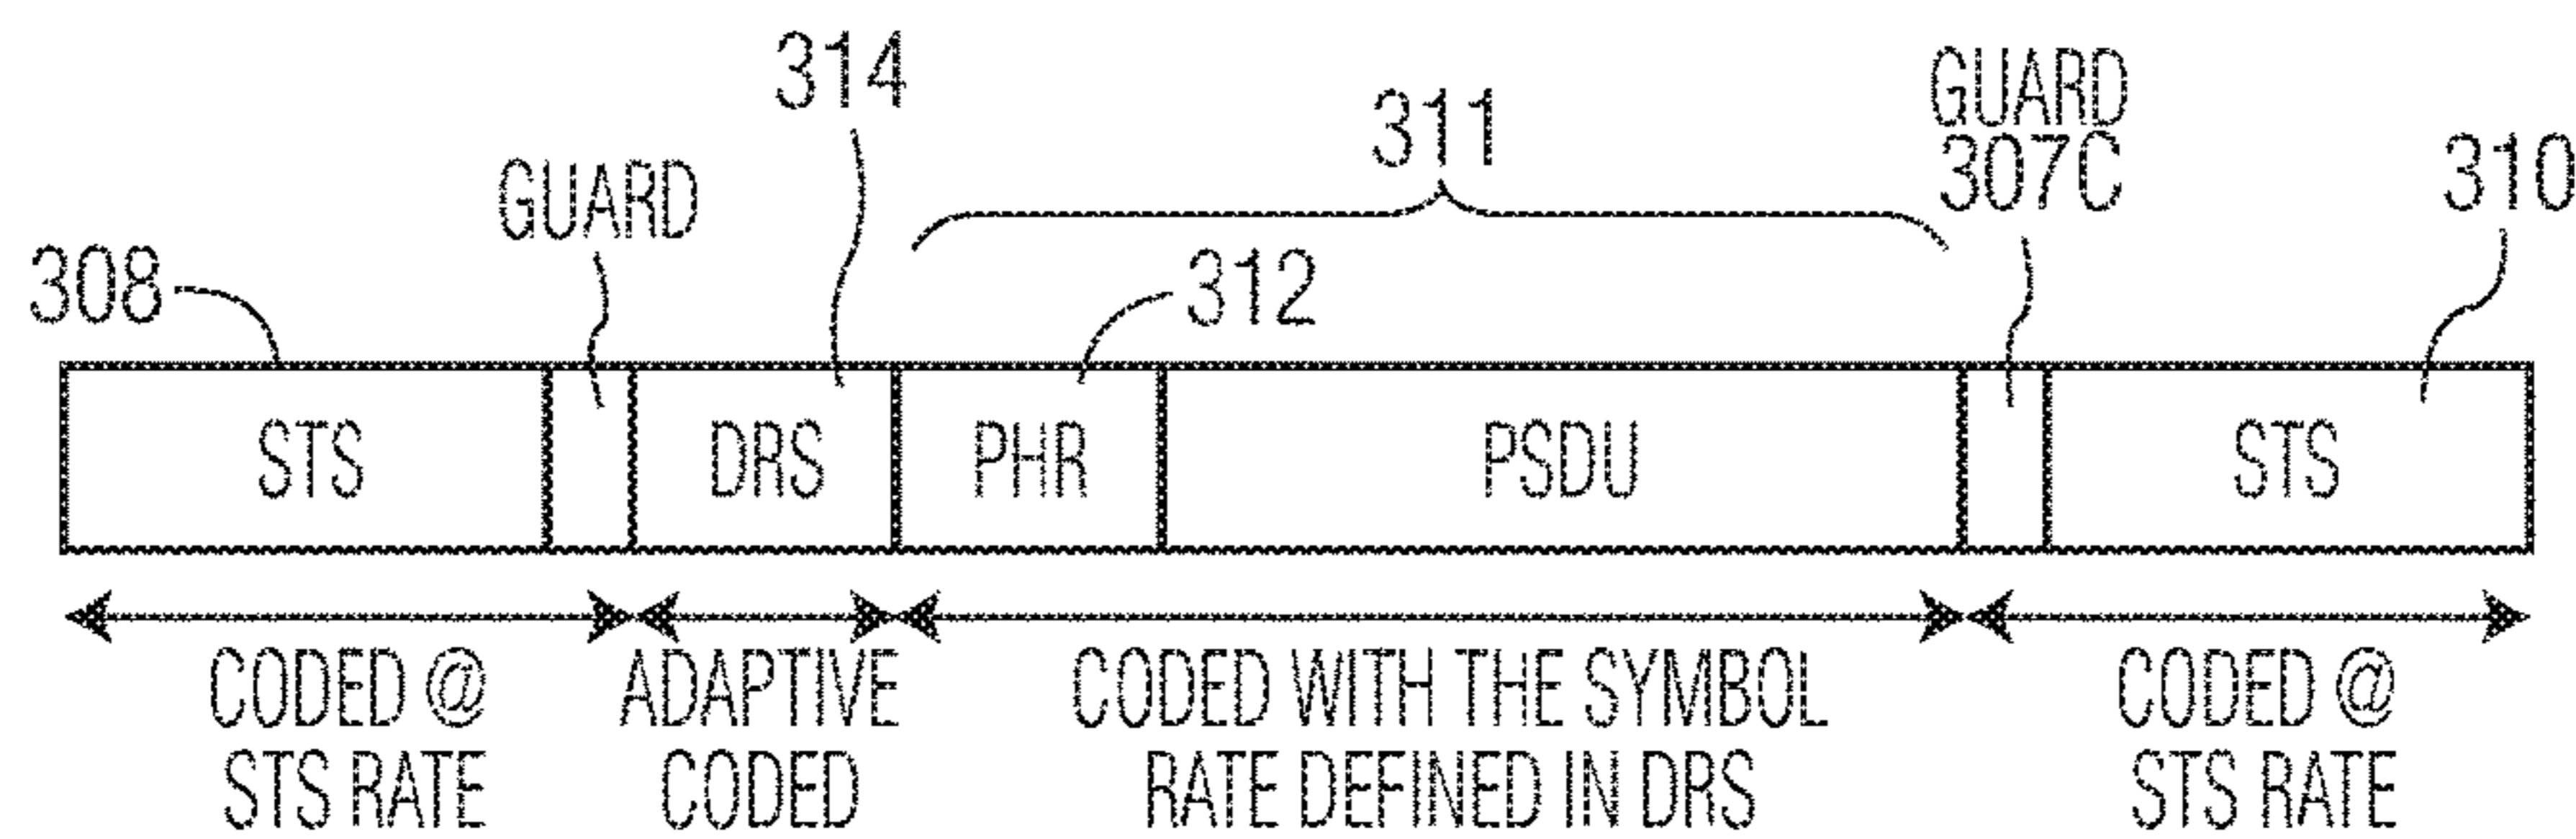 314
GUARD
307C
311
310
GUARD
308
312
STS
DRS
PHR
PSDU
STS
CODED @
STS RATE
ADAPTIVE
CODED
CODED WITH THE SYMBOL
RATE DEFINED IN DRS
CODED @
STS RATE